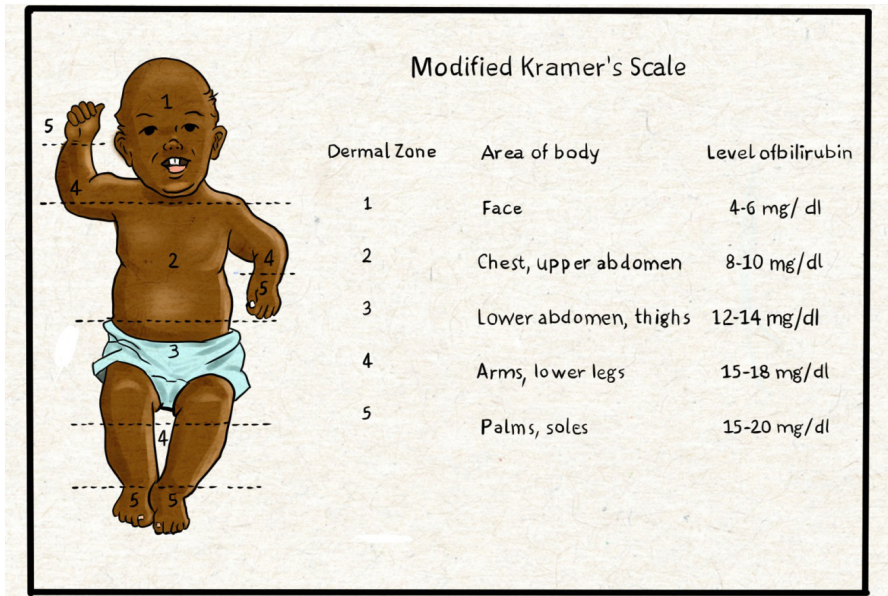 Modified Kramer's Scale
Dermal Zone Area of body Level ofbilirubin
1 Face 4-6 mg/ dl
2 Chest, upper abdomen 8-10 mg/dl
3 Lower abdomen, thighs 12-14 mg/dl
4 Arms, lower legs 15-18 mg/dl
5 Palms, soles 15-20 mg/dl
1
5
4
2
4
5
3
4
5 5